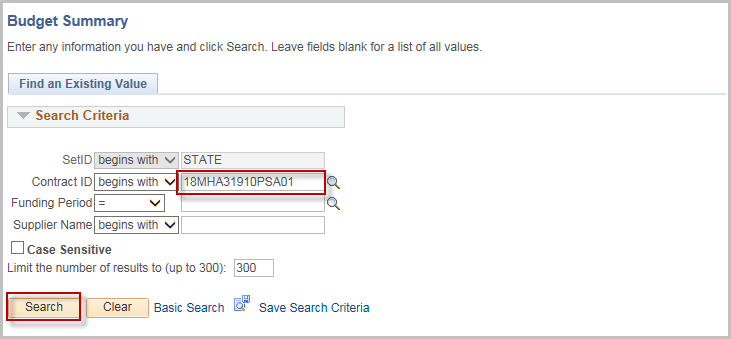 Budget Summary
Enter any information you have and click Search. Leave fields blank for a list of all values.
Find an Existing Value
Search Criteria
SetID begins with STATE
Contract ID begins with 18MHA31910PSA01
Funding Period =
Supplier Name begins with
Case Sensitive
Limit the number of results to (up to 300): 300
Search Clear Basic Search Save Search Criteria